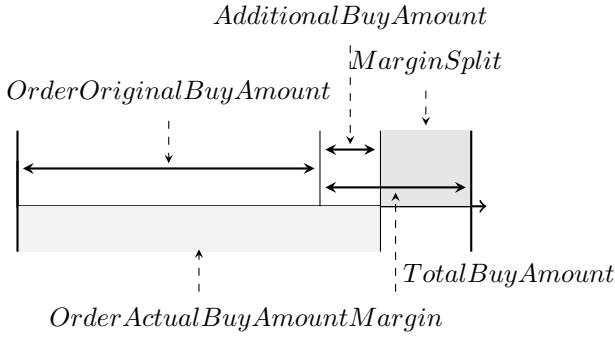 AdditionalBuyAmount
MarginSplit
OrderOriginalBuyAmount
TotalBuyAmount
OrderActualBuyAmountMargin